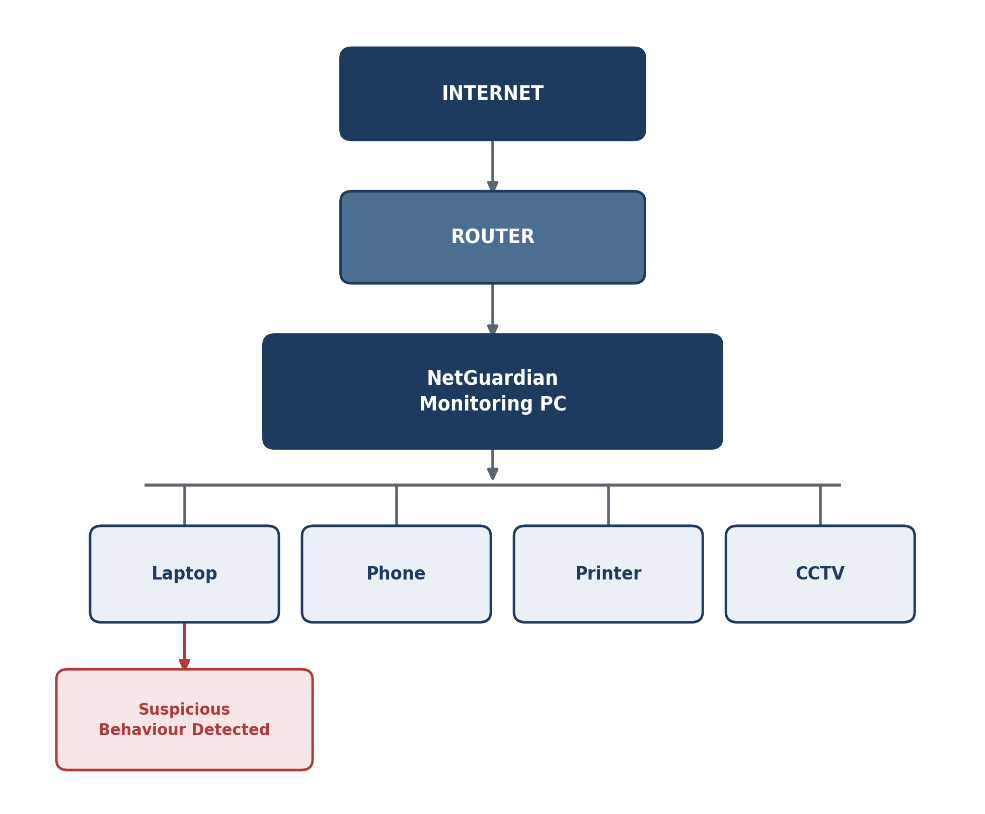 INTERNET
ROUTER
NetGuardian
Monitoring PC
Laptop
Phone
Printer
CCTV
Suspicious
Behaviour Detected